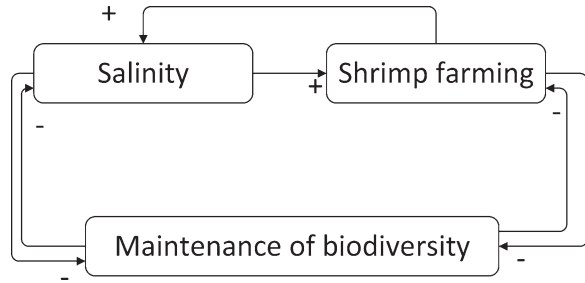 +
Salinity
Shrimp farming
+
-
-
Maintenance of biodiversity
-
-